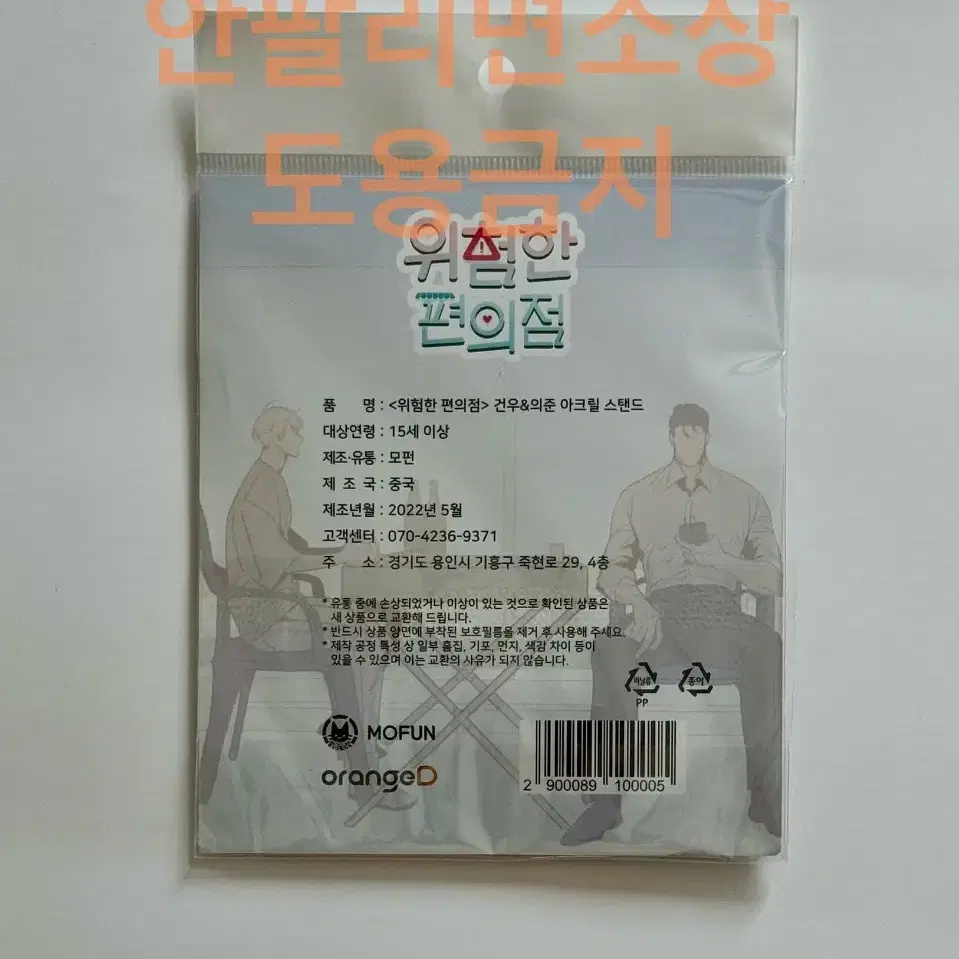 안팔리면소장
도용금지
위험한
편의점
품 명 : <위험한 편의점> 건우&의준 아크릴 스탠드
대상연령 : 15세 이상
제조·유통 : 모펀
제 조 국 : 중국
제조년월 : 2022년 5월
고객센터 : 070-4236-9371
주 소 : 경기도 용인시 기흥구 죽현로 29, 4층
* 유통 중에 손상되었거나 이상이 있는 것으로 확인된 상품은
새 상품으로 교환해 드립니다.
* 반드시 상품 양면에 부착된 보호필름을 제거 후 사용해 주세요.
* 제작 공정 특성 상 일부 흠집, 기포, 먼지, 색감 차이 등이
있을 수 있으며 이는 교환의 사유가 되지 않습니다.
비닐류 종이
PP
MOFUN
orangeD
2 900089 100005